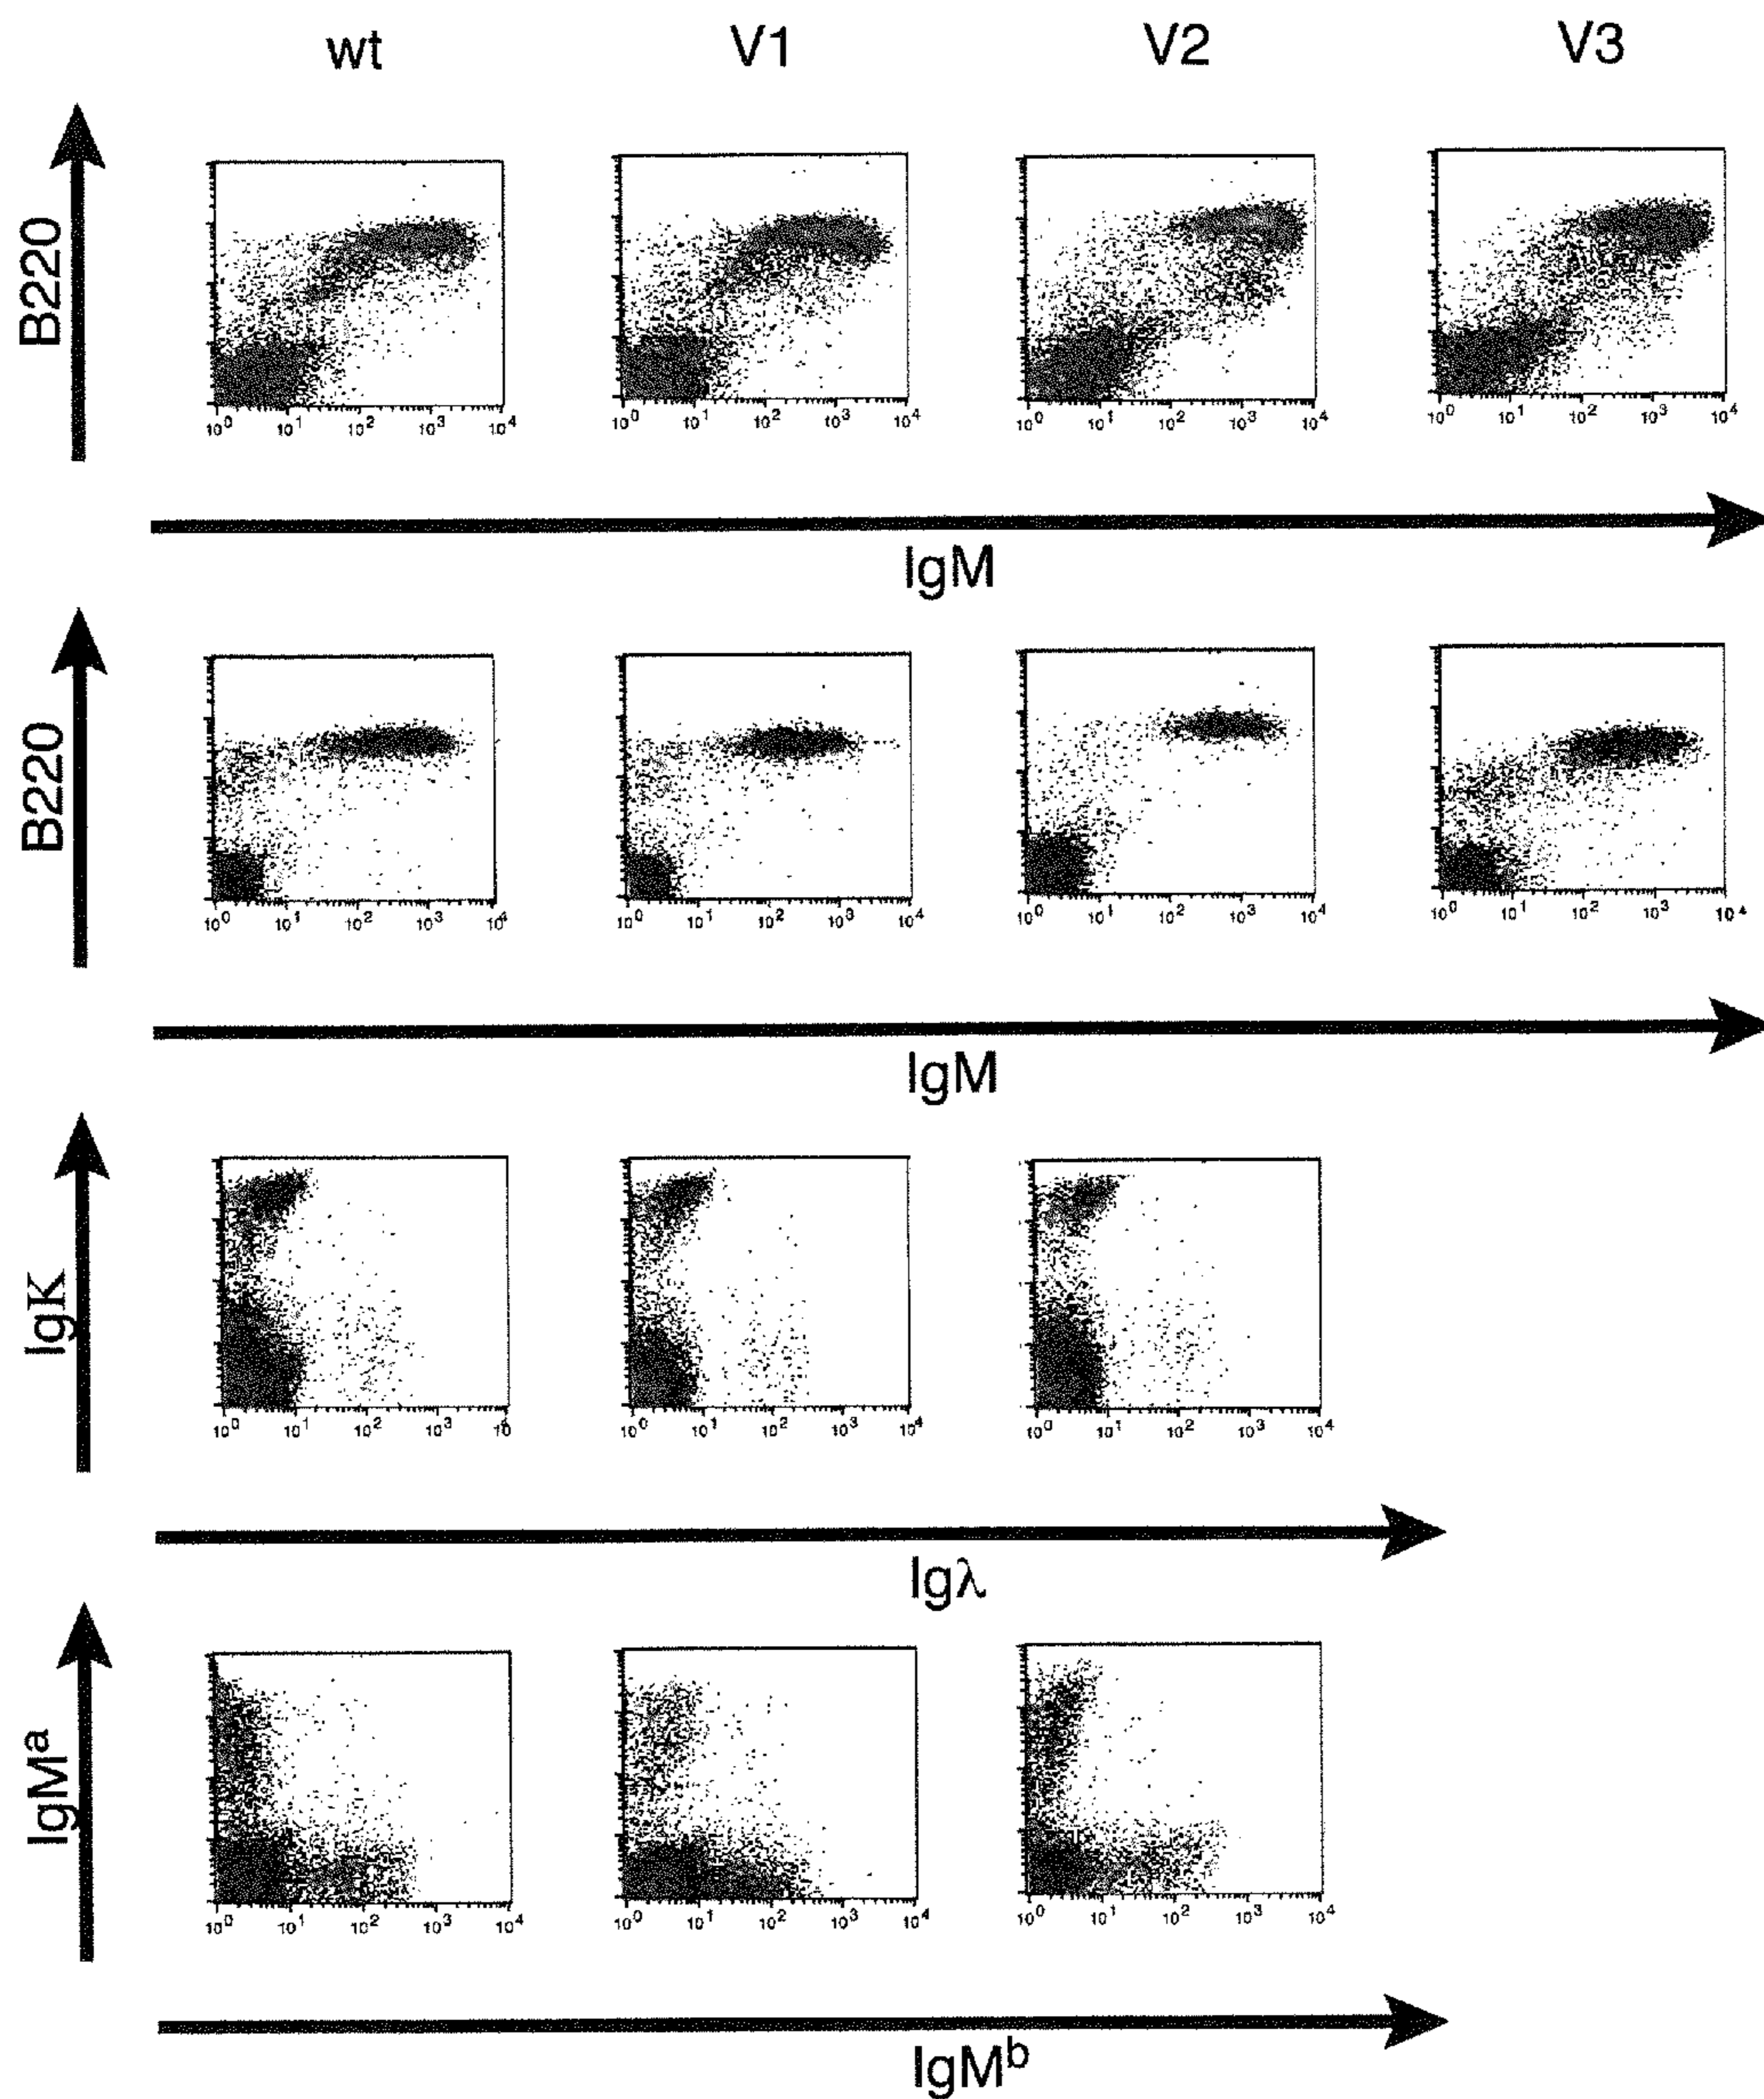 wt V1 V2 V3
B220
10⁰ 10¹ 10² 10³ 10⁴ 10⁰ 10¹ 10² 10³ 10⁴ 10⁰ 10¹ 10² 10³ 10⁴ 10⁰ 10¹ 10² 10³ 10⁴
IgM
B220
10⁰ 10¹ 10² 10³ 10⁴ 10⁰ 10¹ 10² 10³ 10⁴ 10⁰ 10¹ 10² 10³ 10⁴ 10⁰ 10¹ 10² 10³ 10⁴
IgM
IgK
10⁰ 10¹ 10² 10³ 10⁰ 10¹ 10² 10³ 10⁴ 10⁰ 10¹ 10² 10³ 10⁴
Igλ
IgMᵃ
10⁰ 10¹ 10² 10³ 10⁴ 10⁰ 10¹ 10² 10³ 10⁴ 10⁰ 10¹ 10² 10³ 10⁴
IgMᵇ